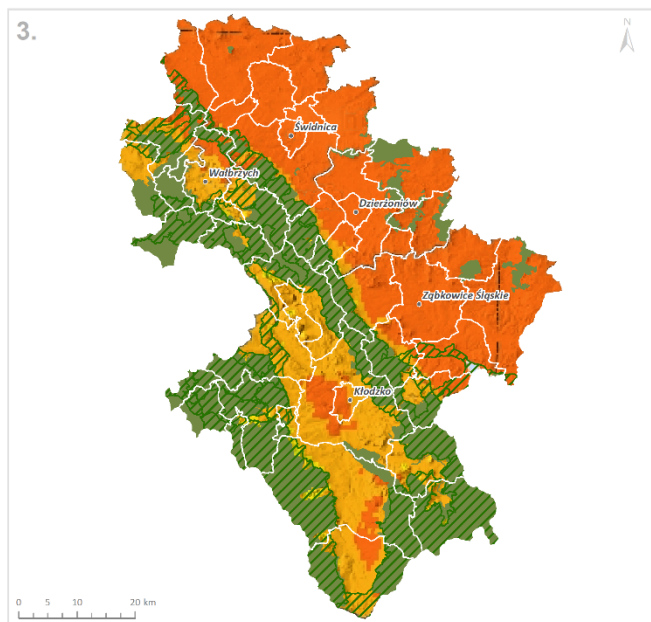 3.
N
Świdnica
Wałbrzych
Dzierżoniów
Ząbkowice Śląskie
Kłodzko
0 5 10 20 km